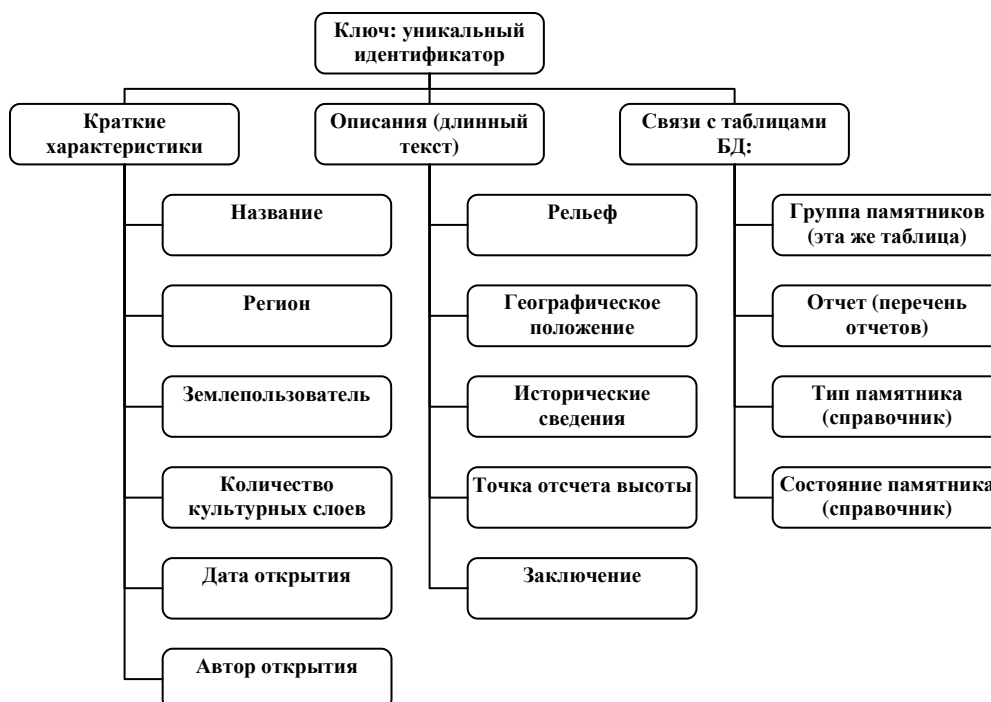 Ключ: уникальный
идентификатор
Краткие
характеристики
Название
Регион
Землепользователь
Количество
культурных слоев
Дата открытия
Автор открытия
Описания (длинный
текст)
Рельеф
Географическое
положение
Исторические
сведения
Точка отсчета высоты
Заключение
Связи с таблицами
БД:
Группа памятников
(эта же таблица)
Отчет (перечень
отчетов)
Тип памятника
(справочник)
Состояние памятника
(справочник)